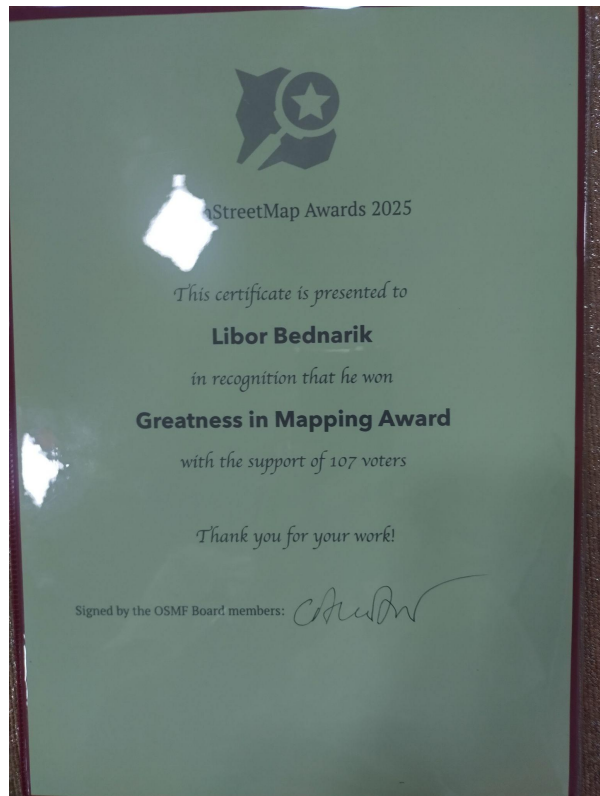 StreetMap Awards 2025
This certificate is presented to
Libor Bednarik
in recognition that he won
Greatness in Mapping Award
with the support of 107 voters
Thank you for your work!
Signed by the OSMF Board members: